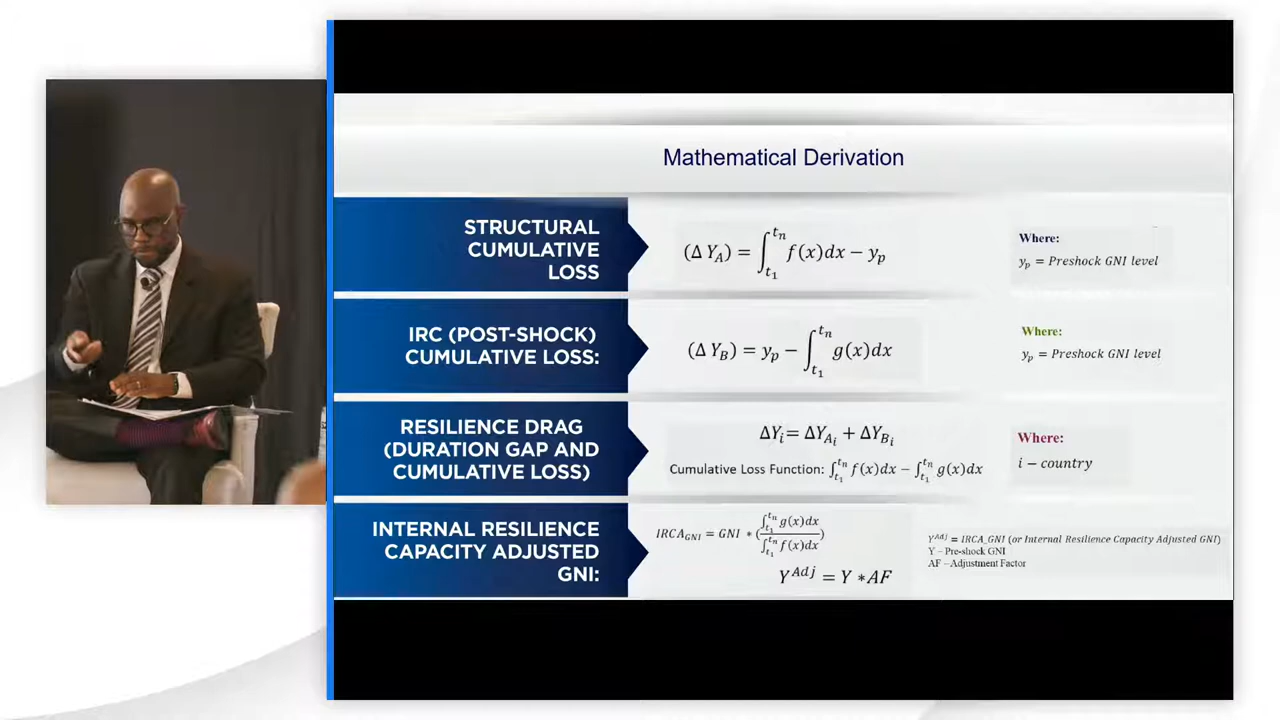 Mathematical Derivation
STRUCTURAL
CUMULATIVE
LOSS
(Δ Y_A) = ∫_{t_1}^{t_n} f(x)dx − y_p
Where:
y_p = Preshock GNI level
IRC (POST-SHOCK)
CUMULATIVE LOSS:
(Δ Y_B) = y_p − ∫_{t_1}^{t_n} g(x)dx
Where:
y_p = Preshock GNI level
RESILIENCE DRAG
(DURATION GAP AND
CUMULATIVE LOSS)
ΔY_i = ΔY_{A_i} + ΔY_{B_i}
Cumulative Loss Function: ∫_{t_1}^{t_n} f(x)dx − ∫_{t_1}^{t_n} g(x)dx
Where:
i − country
INTERNAL RESILIENCE
CAPACITY ADJUSTED
GNI:
IRCA_{GNI} = GNI * (∫_{t_1}^{t_n} g(x)dx / ∫_{t_1}^{t_n} f(x)dx)
Y^{Adj} = Y * AF
Y^{Adj} = IRCA_GNI (or Internal Resilience Capacity Adjusted GNI)
Y – Pre-shock GNI
AF – Adjustment Factor